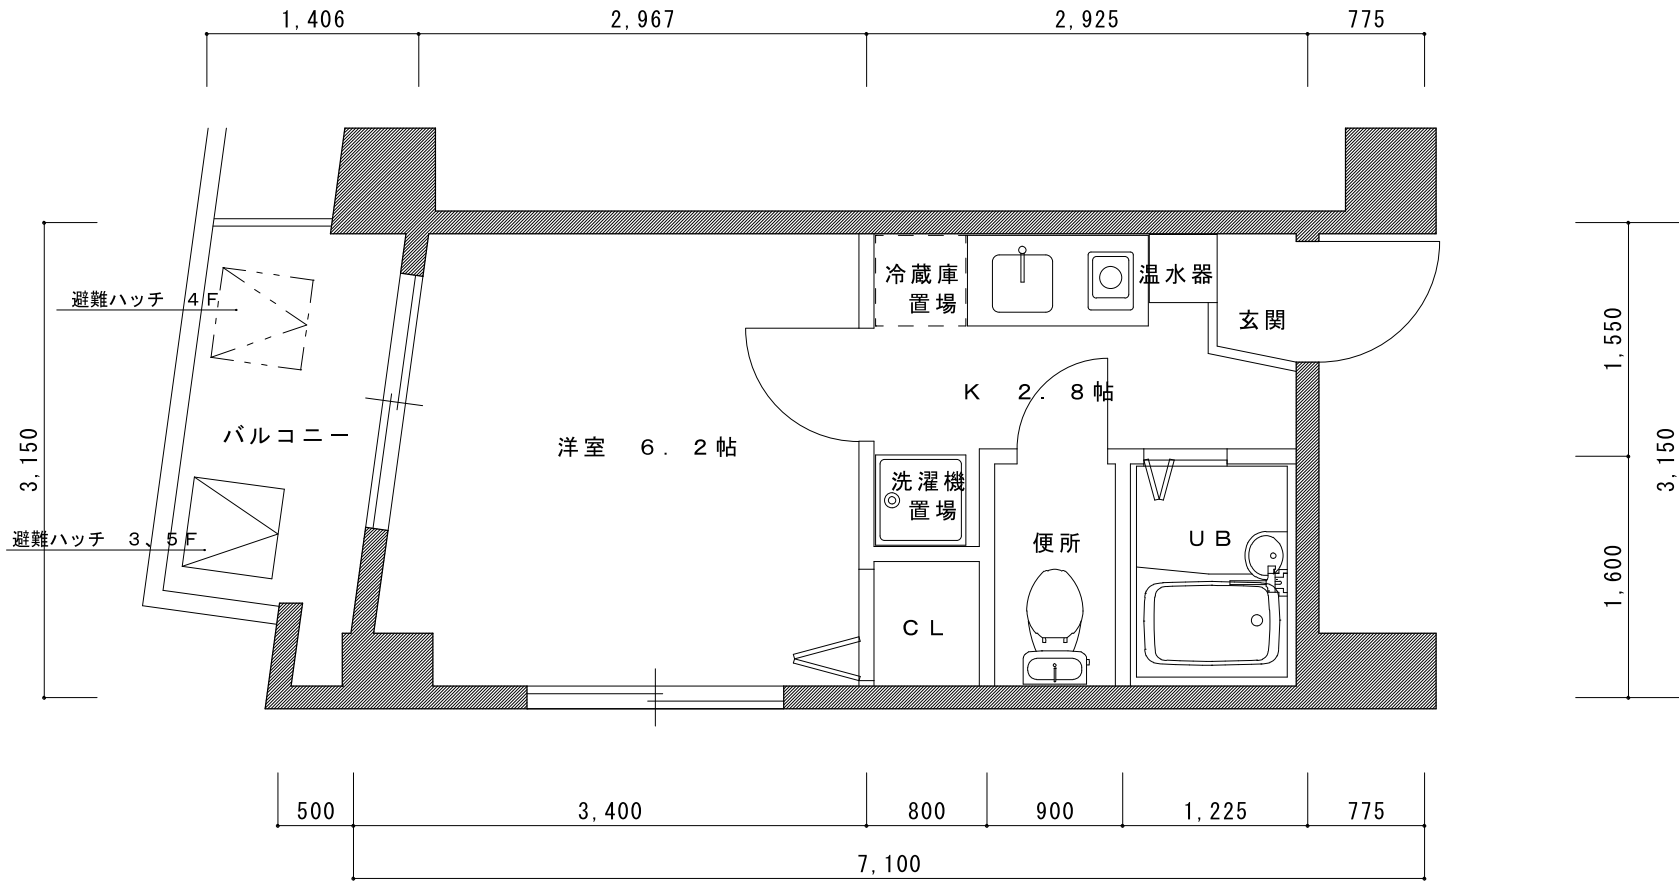 1,406
2,967
2,925
775
冷蔵庫
置場
温水器
避難ハッチ　４Ｆ
玄関
1,550
Ｋ　２．８帖
バルコニー
洋室　６．２帖
3,150
3,150
洗濯機
置場
避難ハッチ　３、５Ｆ
便所
ＵＢ
1,600
ＣＬ
500
3,400
800
900
1,225
775
7,100